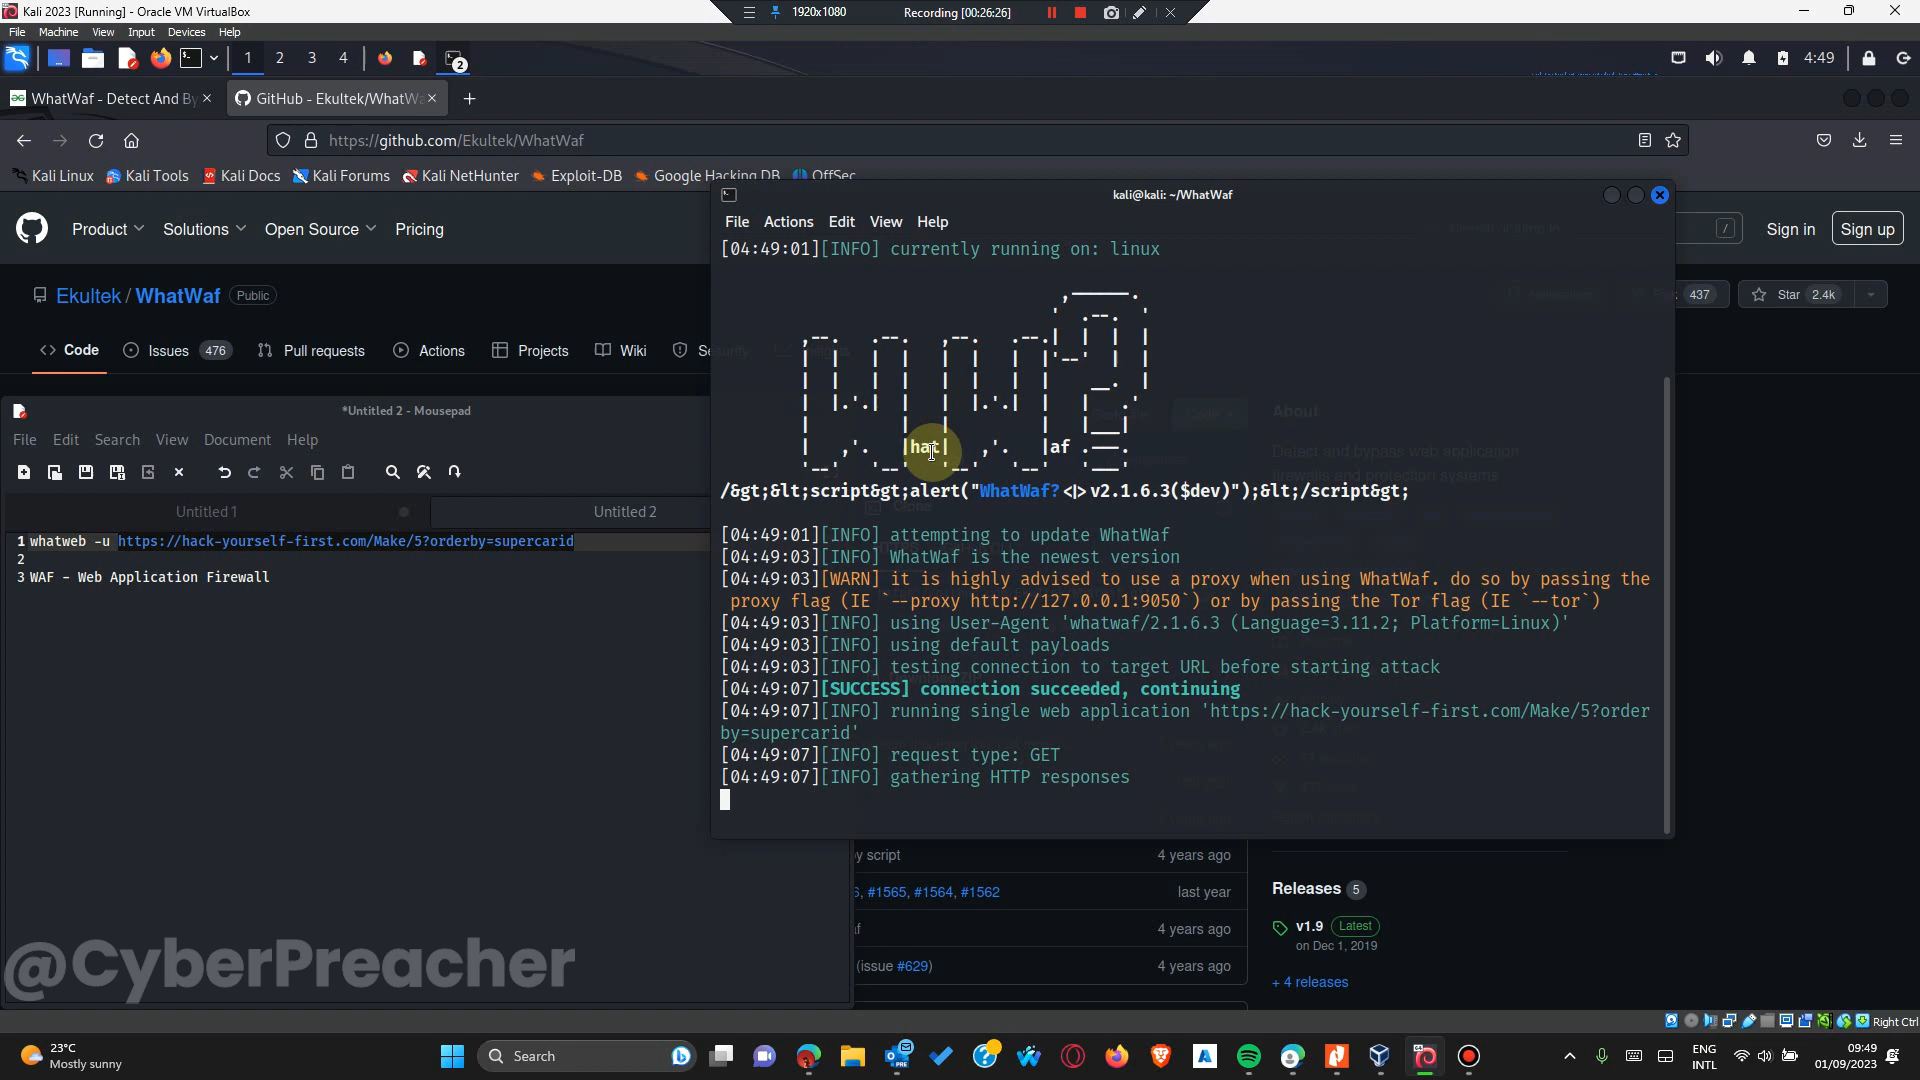 Kali 2023 [Running] - Oracle VM VirtualBox
1920x1080
Recording [00:26:26]
File Machine View Input Devices Help
1 2 3 4
2
4:49
WhatWaf - Detect And By
GitHub - Ekultek/WhatWa
https://github.com/Ekultek/WhatWaf
Kali Linux Kali Tools Kali Docs Kali Forums Kali NetHunter Exploit-DB Google Hacking DB OffSec
Product Solutions Open Source Pricing
/
Sign in
Sign up
Ekultek / WhatWaf Public
437
Star 2.4k
Code Issues 476 Pull requests Actions Projects Wiki
*Untitled 2 - Mousepad
File Edit Search View Document Help
Untitled 1
Untitled 2
1 whatweb -u https://hack-yourself-first.com/Make/5?orderby=supercarid
2
3 WAF - Web Application Firewall
kali@kali: ~/WhatWaf
File Actions Edit View Help
[04:49:01][INFO] currently running on: linux
hat
af
/&gt;&lt;script&gt;alert("WhatWaf?<|>v2.1.6.3($dev)");&lt;/script&gt;
[04:49:01][INFO] attempting to update WhatWaf
[04:49:03][INFO] WhatWaf is the newest version
[04:49:03][WARN] it is highly advised to use a proxy when using WhatWaf. do so by passing the
proxy flag (IE `--proxy http://127.0.0.1:9050`) or by passing the Tor flag (IE `--tor`)
[04:49:03][INFO] using User-Agent 'whatwaf/2.1.6.3 (Language=3.11.2; Platform=Linux)'
[04:49:03][INFO] using default payloads
[04:49:03][INFO] testing connection to target URL before starting attack
[04:49:07][SUCCESS] connection succeeded, continuing
[04:49:07][INFO] running single web application 'https://hack-yourself-first.com/Make/5?order
by=supercarid'
[04:49:07][INFO] request type: GET
[04:49:07][INFO] gathering HTTP responses
About
Detect and bypass web application
firewalls and protection systems
y script
4 years ago
#1565, #1564, #1562
last year
4 years ago
(issue #629)
4 years ago
Releases 5
v1.9 Latest
on Dec 1, 2019
+ 4 releases
@CyberPreacher
Right Ctrl
23°C
Mostly sunny
Search
PRE
ENG
INTL
09:49
01/09/2023